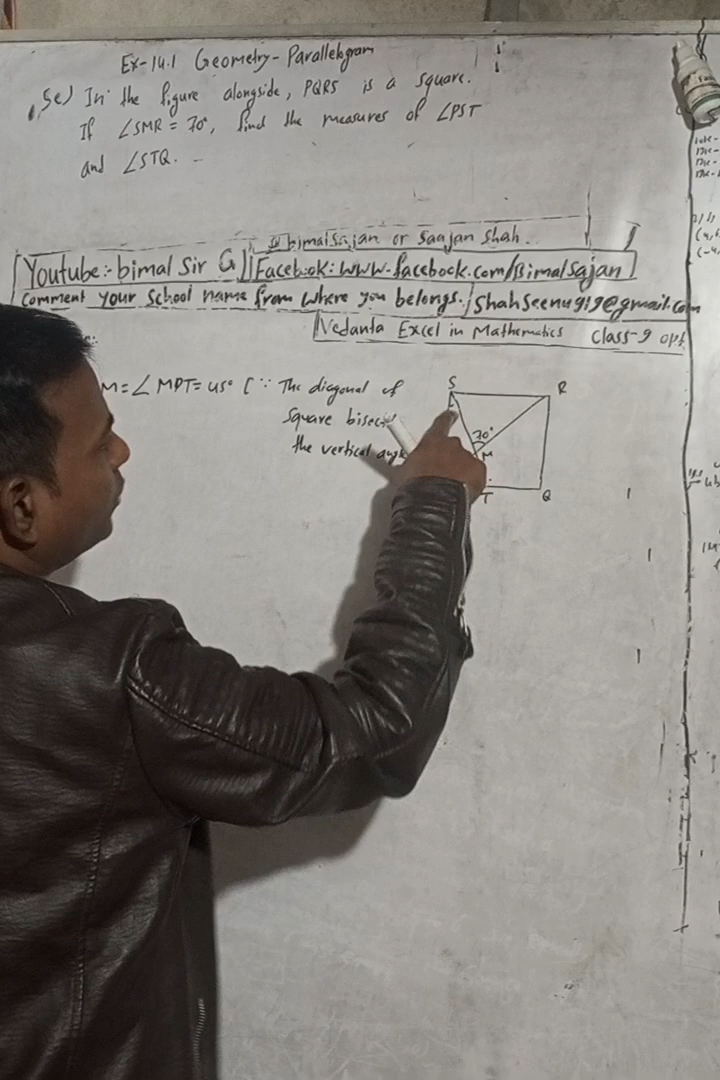 Ex-14.1 Geometry-Parallelogram
5e) In the figure alongside, PQRS is a square.
If ∠SMR = 70°, find the measures of ∠PST
and ∠STQ.
bimalsajan or Saajan Shah.
Youtube:- bimal Sir G
Facebook: www.facebook.com/Bimalsajan
Comment your School name from where you belongs.
Shahseenu919@gmail.com
Vedanta Excel in Mathematics Class-9 opt
M = ∠MPT = 45° [∵ The diagonal of
Square bisec
the vertical ang
S
R
70°
M
T
Q